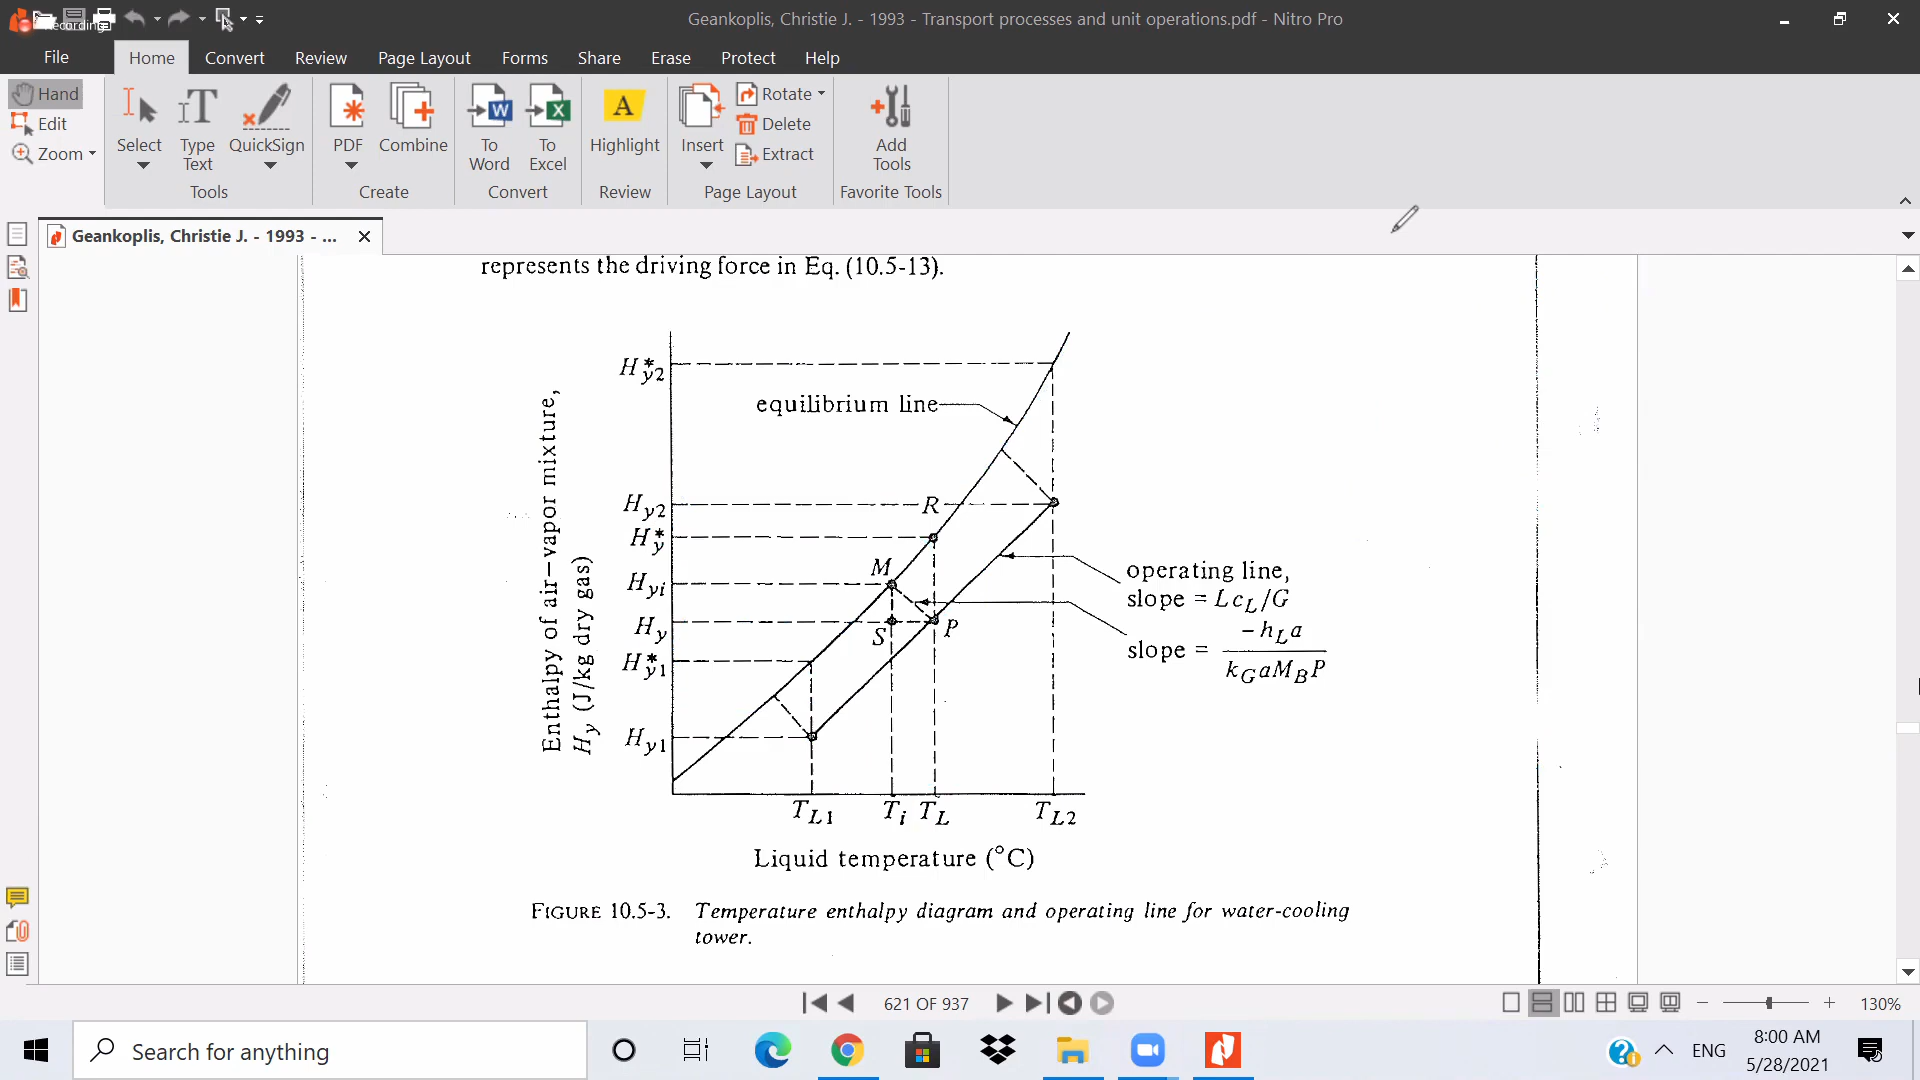 Recording
Geankoplis, Christie J. - 1993 - Transport processes and unit operations.pdf - Nitro Pro
File
Home
Convert
Review
Page Layout
Forms
Share
Erase
Protect
Help
Hand
Edit
Zoom
Select
Type Text
QuickSign
Tools
PDF
Combine
Create
To Word
To Excel
Convert
Highlight
Review
Insert
Rotate
Delete
Extract
Page Layout
Add Tools
Favorite Tools
Geankoplis, Christie J. - 1993 - ...
represents the driving force in Eq. (10.5-13).
H*y2
equilibrium line
Hy2
R
H*y
M
Hyi
Hy
S
P
H*y1
Hy1
Enthalpy of air–vapor mixture,
Hy (J/kg dry gas)
operating line,
slope = LcL/G
slope = -hLa / kGaMBP
TL1
Ti
TL
TL2
Liquid temperature (°C)
FIGURE 10.5-3. Temperature enthalpy diagram and operating line for water-cooling
tower.
621 OF 937
130%
Search for anything
ENG
8:00 AM
5/28/2021